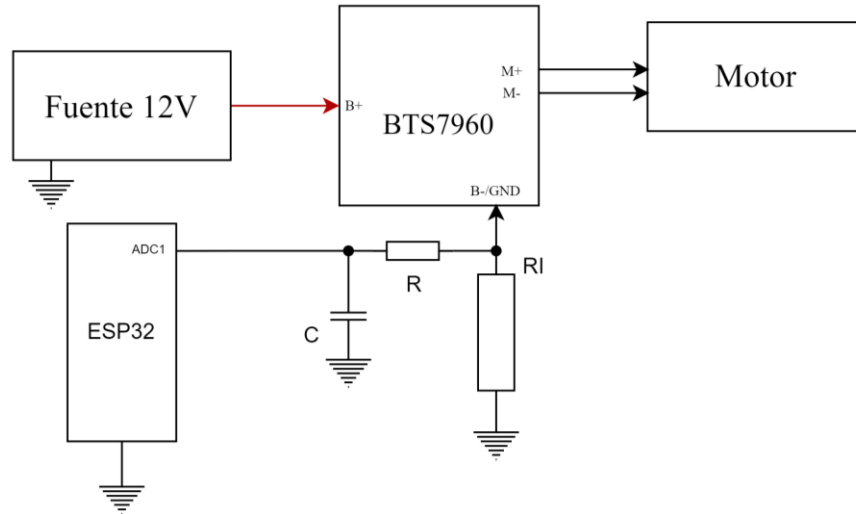 Fuente 12V
B+
BTS7960
M+
M-
B-/GND
Motor
ADC1
ESP32
C
R
RI